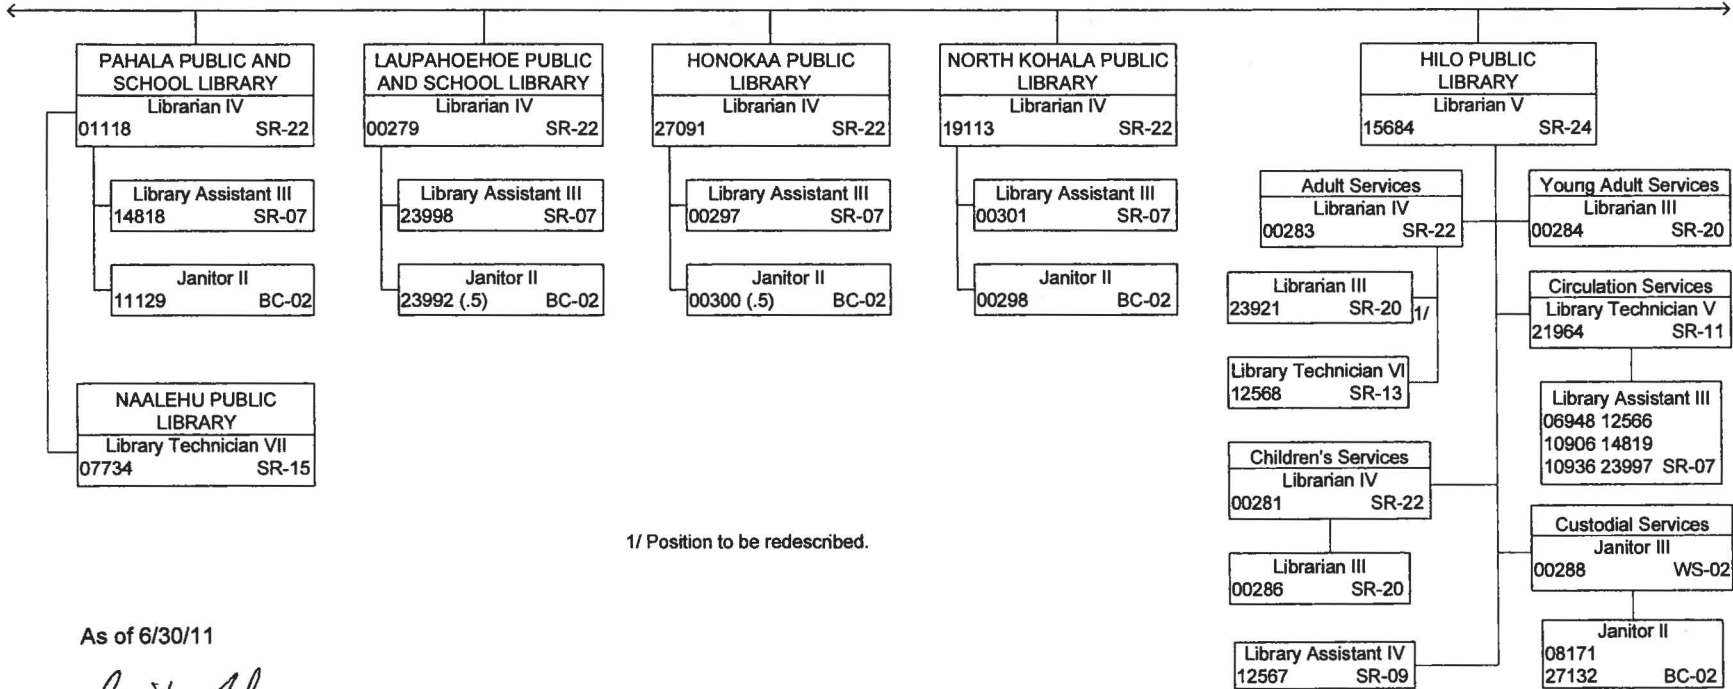 PAHALA PUBLIC AND
SCHOOL LIBRARY
Librarian IV
01118 SR-22
Library Assistant III
14818 SR-07
Janitor II
11129 BC-02
NAALEHU PUBLIC
LIBRARY
Library Technician VII
07734 SR-15
LAUPAHOEHOE PUBLIC
AND SCHOOL LIBRARY
Librarian IV
00279 SR-22
Library Assistant III
23998 SR-07
Janitor II
23992 (.5) BC-02
HONOKAA PUBLIC
LIBRARY
Librarian IV
27091 SR-22
Library Assistant III
00297 SR-07
Janitor II
00300 (.5) BC-02
NORTH KOHALA PUBLIC
LIBRARY
Librarian IV
19113 SR-22
Library Assistant III
00301 SR-07
Janitor II
00298 BC-02
HILO PUBLIC
LIBRARY
Librarian V
15684 SR-24
Adult Services
Librarian IV
00283 SR-22
Librarian III
23921 SR-20 1/
Library Technician VI
12568 SR-13
Children's Services
Librarian IV
00281 SR-22
Librarian III
00286 SR-20
Library Assistant IV
12567 SR-09
Young Adult Services
Librarian III
00284 SR-20
Circulation Services
Library Technician V
21964 SR-11
Library Assistant III
06948 12566
10906 14819
10936 23997 SR-07
Custodial Services
Janitor III
00288 WS-02
Janitor II
08171
27132 BC-02
1/ Position to be redescribed.
As of 6/30/11